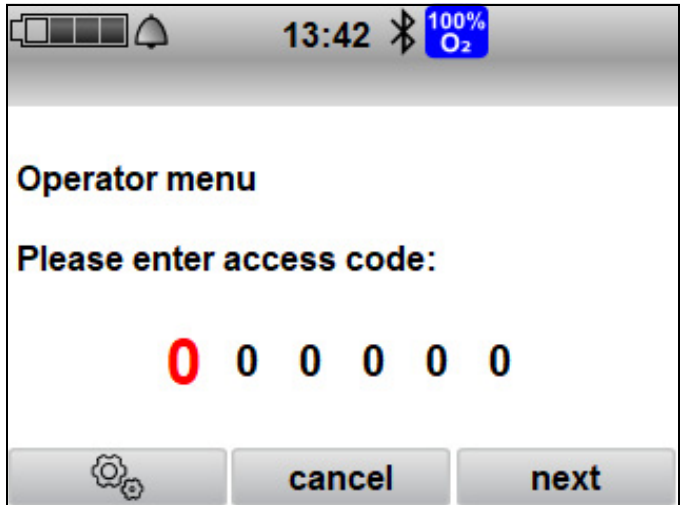 13:42 100% O₂
Operator menu
Please enter access code:
0 0 0 0 0 0
cancel next